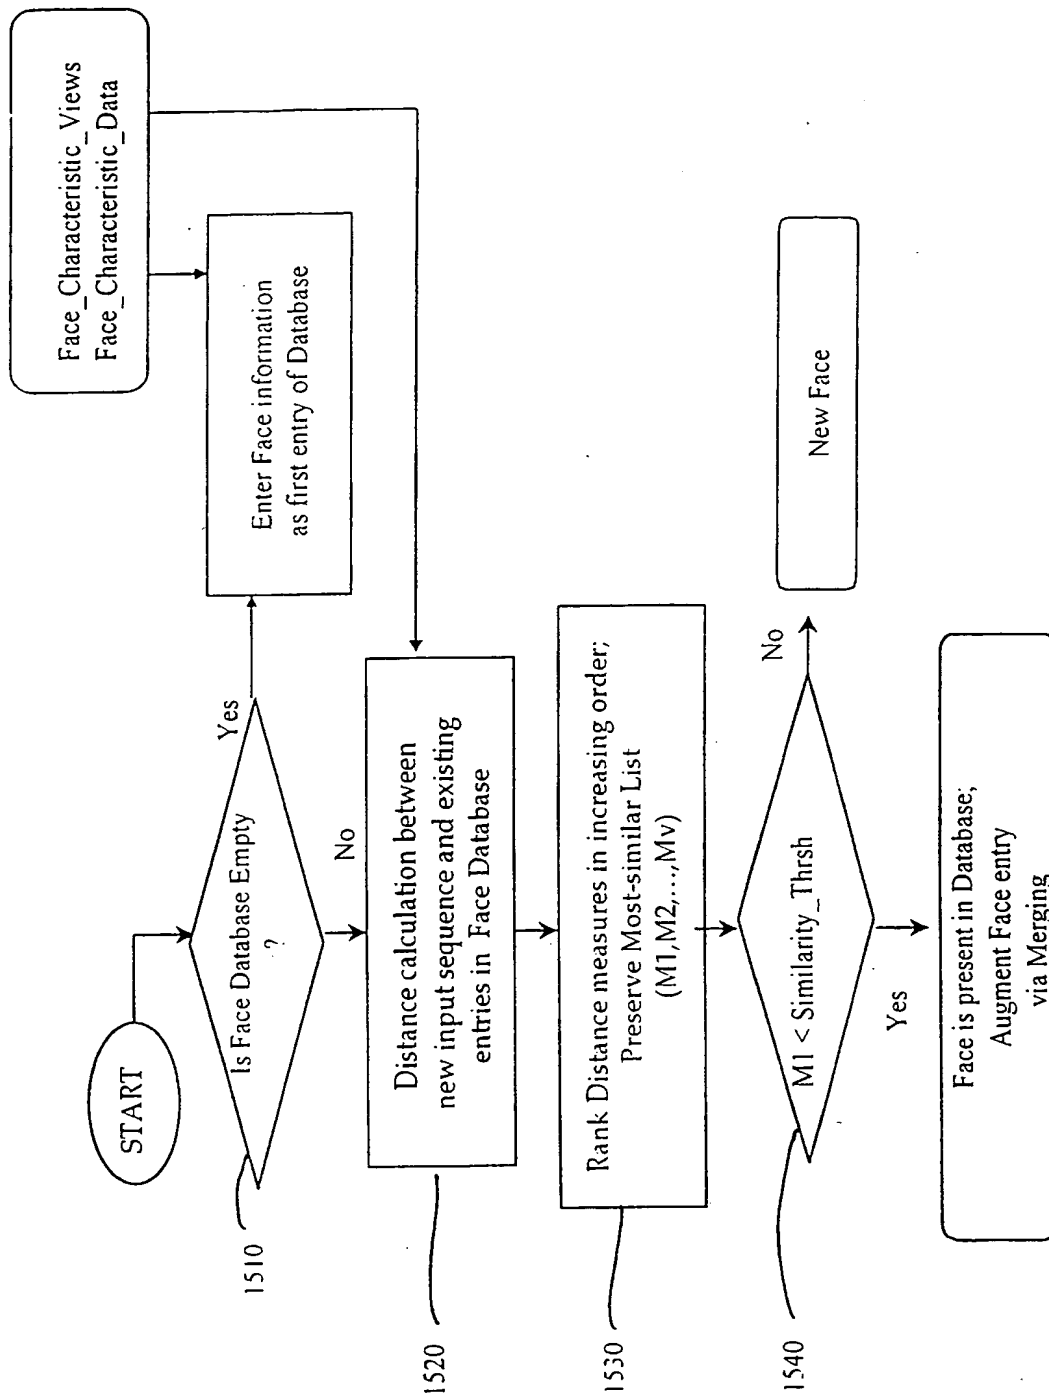 START
Face_Characteristic_Views
Face_Characteristic_Data
Is Face Database Empty
?
Yes
No
1510
Enter Face information
as first entry of Database
Distance calculation between
new input sequence and existing
entries in Face Database
1520
Rank Distance measures in increasing order;
Preserve Most-similar List
(M1,M2,...,Mv)
1530
M1 < Similarity_Thrsh
No
Yes
1540
New Face
Face is present in Database;
Augment Face entry
via Merging